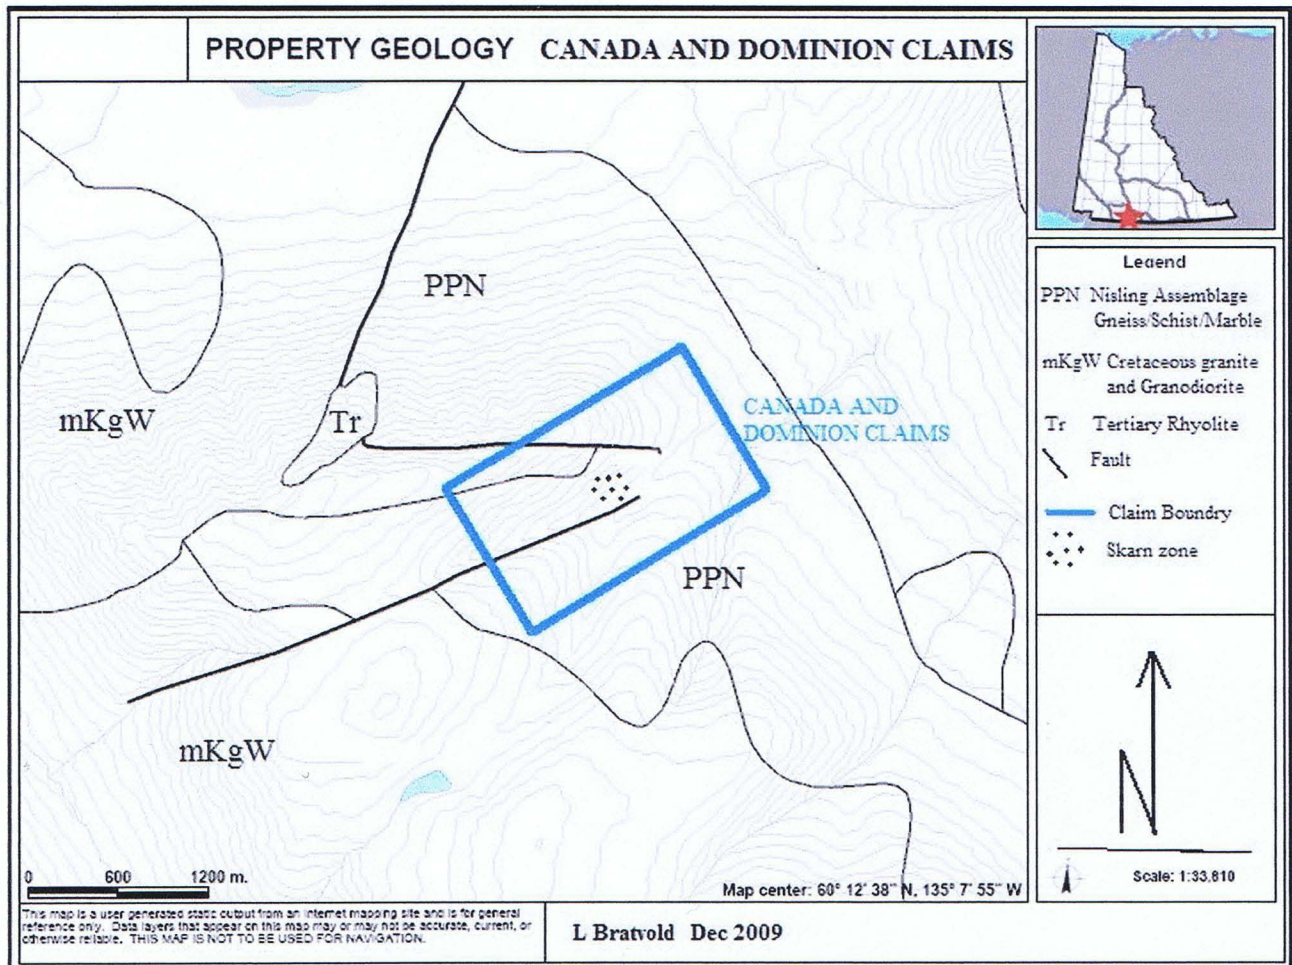 PROPERTY GEOLOGY CANADA AND DOMINION CLAIMS
PPN
mKgW
Tr
CANADA AND
DOMINION CLAIMS
PPN
mKgW
0 600 1200 m.
Map center: 60° 12' 38" N, 135° 7' 55" W
Legend
PPN Nisling Assemblage
Gneiss/Schist/Marble
mKgW Cretaceous granite
and Granodiorite
Tr Tertiary Rhyolite
Fault
Claim Boundry
Skarn zone
N
Scale: 1:33,810
This map is a user generated static output from an internet mapping site and is for general
reference only. Data layers that appear on this map may or may not be accurate, current, or
otherwise reliable. THIS MAP IS NOT TO BE USED FOR NAVIGATION.
L Bratvold Dec 2009